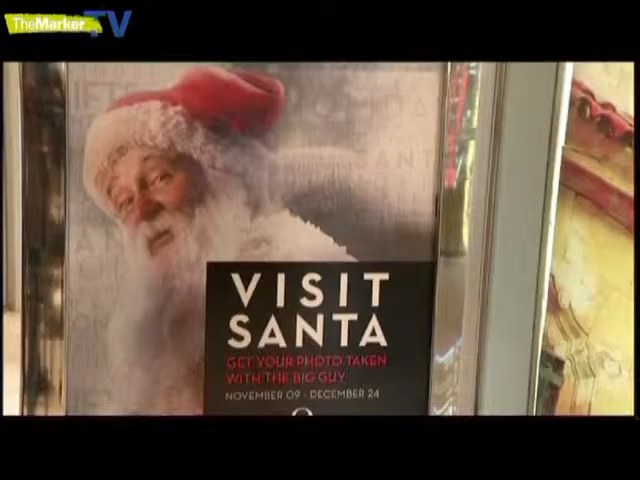 TheMarker TV
VISIT
SANTA
GET YOUR PHOTO TAKEN
WITH THE BIG GUY
NOVEMBER 09 - DECEMBER 24